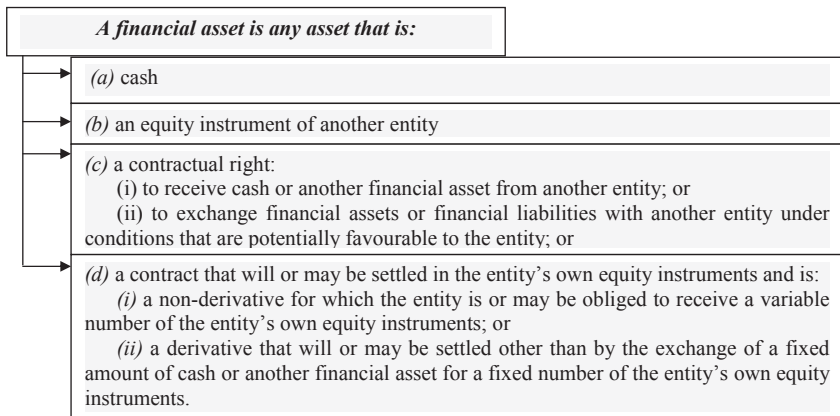 A financial asset is any asset that is:
(a) cash
(b) an equity instrument of another entity
(c) a contractual right:
(i) to receive cash or another financial asset from another entity; or
(ii) to exchange financial assets or financial liabilities with another entity under
conditions that are potentially favourable to the entity; or
(d) a contract that will or may be settled in the entity's own equity instruments and is:
(i) a non-derivative for which the entity is or may be obliged to receive a variable
number of the entity's own equity instruments; or
(ii) a derivative that will or may be settled other than by the exchange of a fixed
amount of cash or another financial asset for a fixed number of the entity's own equity
instruments.